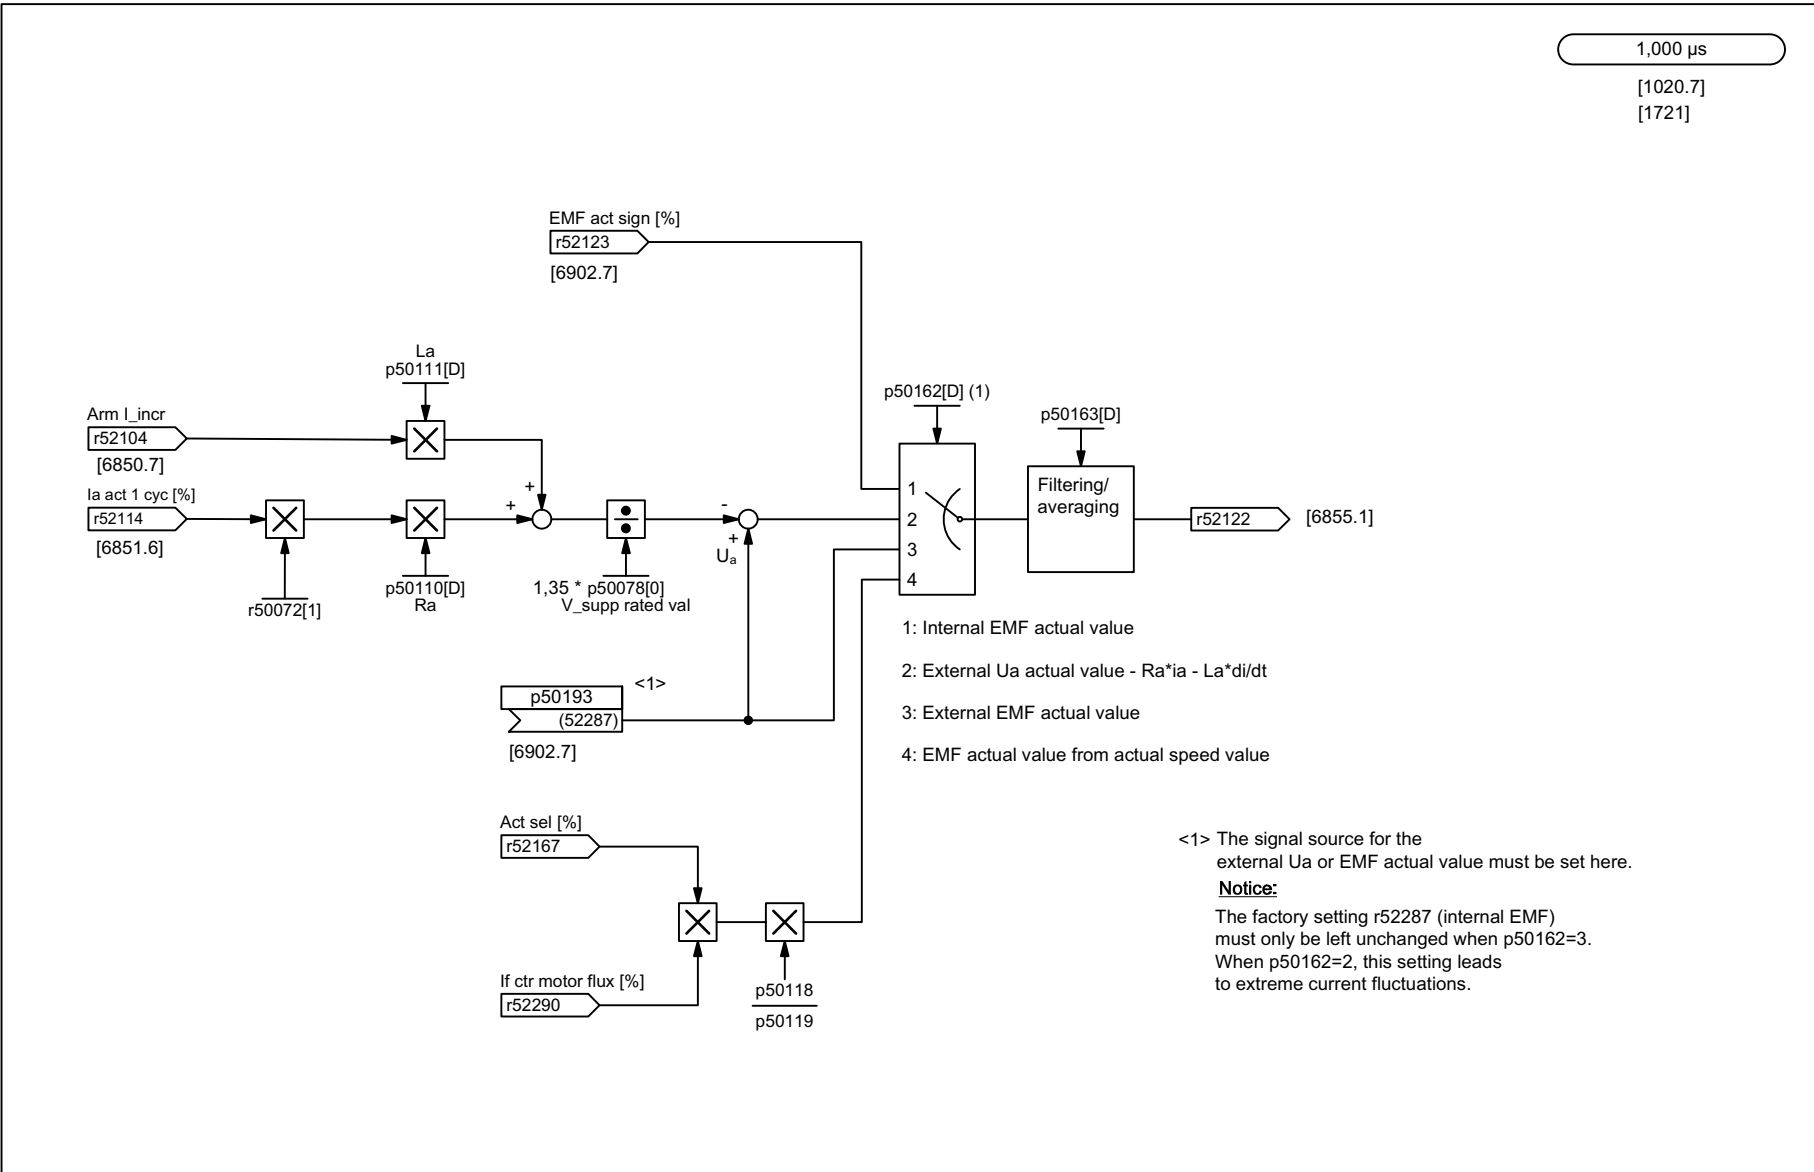 1,000 µs
[1020.7]
[1721]
EMF act sign [%]
r52123
[6902.7]
La
p50111[D]
Arm I_incr
r52104
[6850.7]
Ia act 1 cyc [%]
r52114
[6851.6]
r50072[1]
p50110[D]
Ra
+
+
1,35 * p50078[0]
V_supp rated val
-
+
Ua
p50162[D] (1)
1
2
3
4
p50163[D]
Filtering/
averaging
r52122
[6855.1]
1: Internal EMF actual value
2: External Ua actual value - Ra*ia - La*di/dt
3: External EMF actual value
4: EMF actual value from actual speed value
p50193
<1>
(52287)
[6902.7]
Act sel [%]
r52167
If ctr motor flux [%]
r52290
p50118
p50119
<1> The signal source for the
external Ua or EMF actual value must be set here.
Notice:
The factory setting r52287 (internal EMF)
must only be left unchanged when p50162=3.
When p50162=2, this setting leads
to extreme current fluctuations.